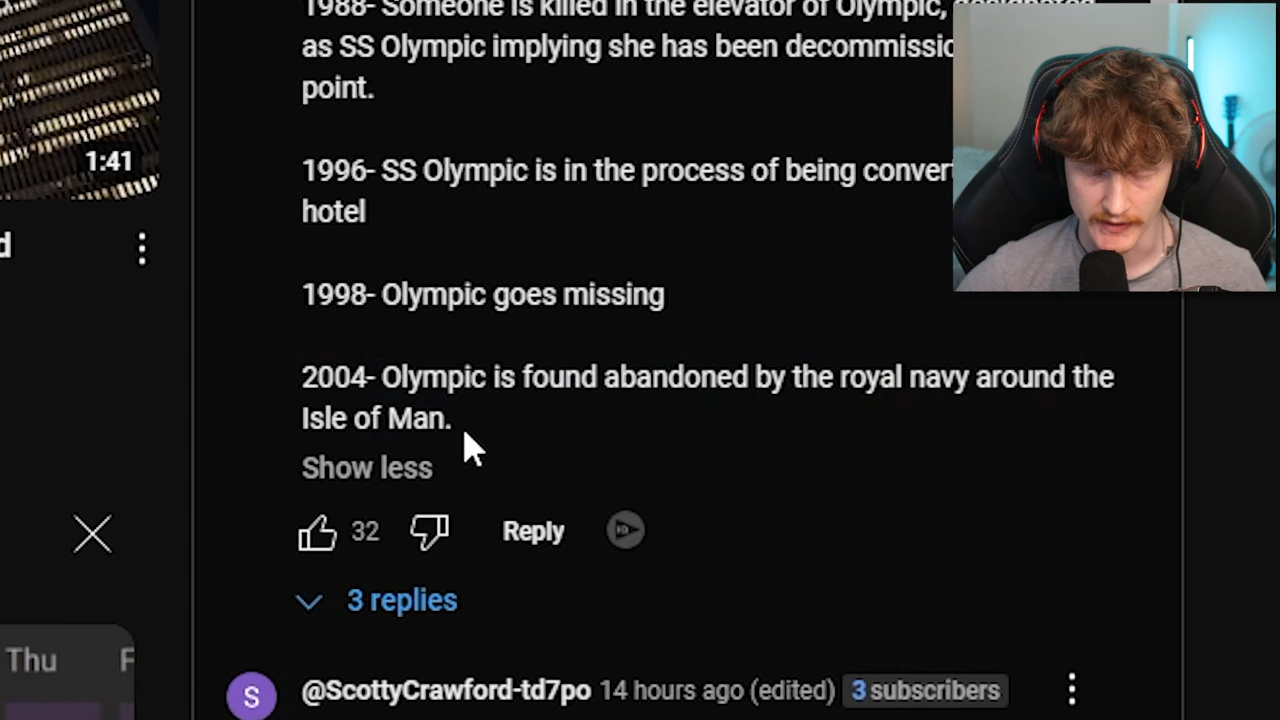 1988- Someone is killed in the elevator of Olympic, designated
as SS Olympic implying she has been
point.
1:41
1996- SS Olympic is in the process of being
hotel
d
1998- Olympic goes missing
2004- Olympic is found abandoned by the royal navy around the
Isle of Man.
Show less
32 Reply
3 replies
Thu F
S @ScottyCrawford-td7po 14 hours ago (edited) 3 subscribers